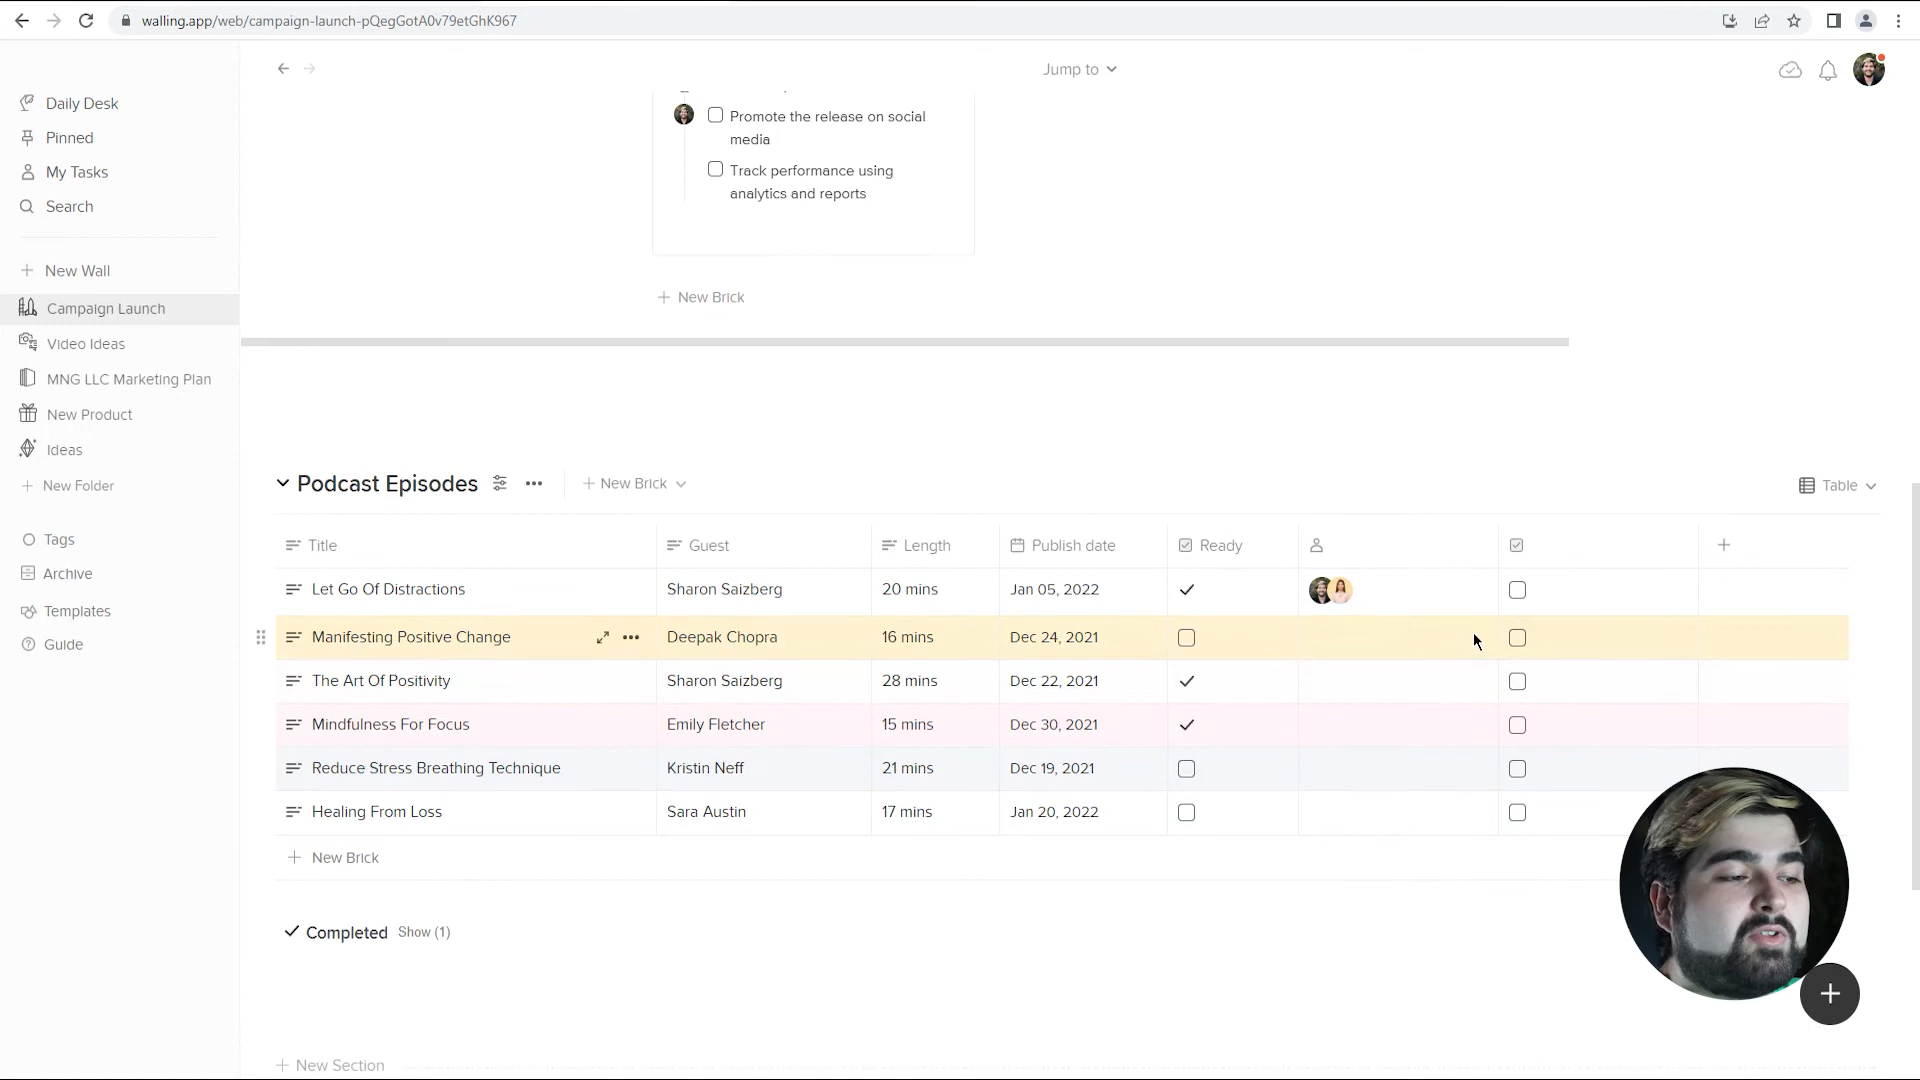 walling.app/web/campaign-launch-pQegGotA0v79etGhK967
Jump to
Daily Desk
Pinned
My Tasks
Search
New Wall
Campaign Launch
Video Ideas
MNG LLC Marketing Plan
New Product
Ideas
New Folder
Tags
Archive
Templates
Guide
Promote the release on social
media
Track performance using
analytics and reports
New Brick
Podcast Episodes
New Brick
Table
Title Guest Length Publish date Ready
Let Go Of Distractions Sharon Saizberg 20 mins Jan 05, 2022
Manifesting Positive Change Deepak Chopra 16 mins Dec 24, 2021
The Art Of Positivity Sharon Saizberg 28 mins Dec 22, 2021
Mindfulness For Focus Emily Fletcher 15 mins Dec 30, 2021
Reduce Stress Breathing Technique Kristin Neff 21 mins Dec 19, 2021
Healing From Loss Sara Austin 17 mins Jan 20, 2022
New Brick
Completed Show (1)
New Section